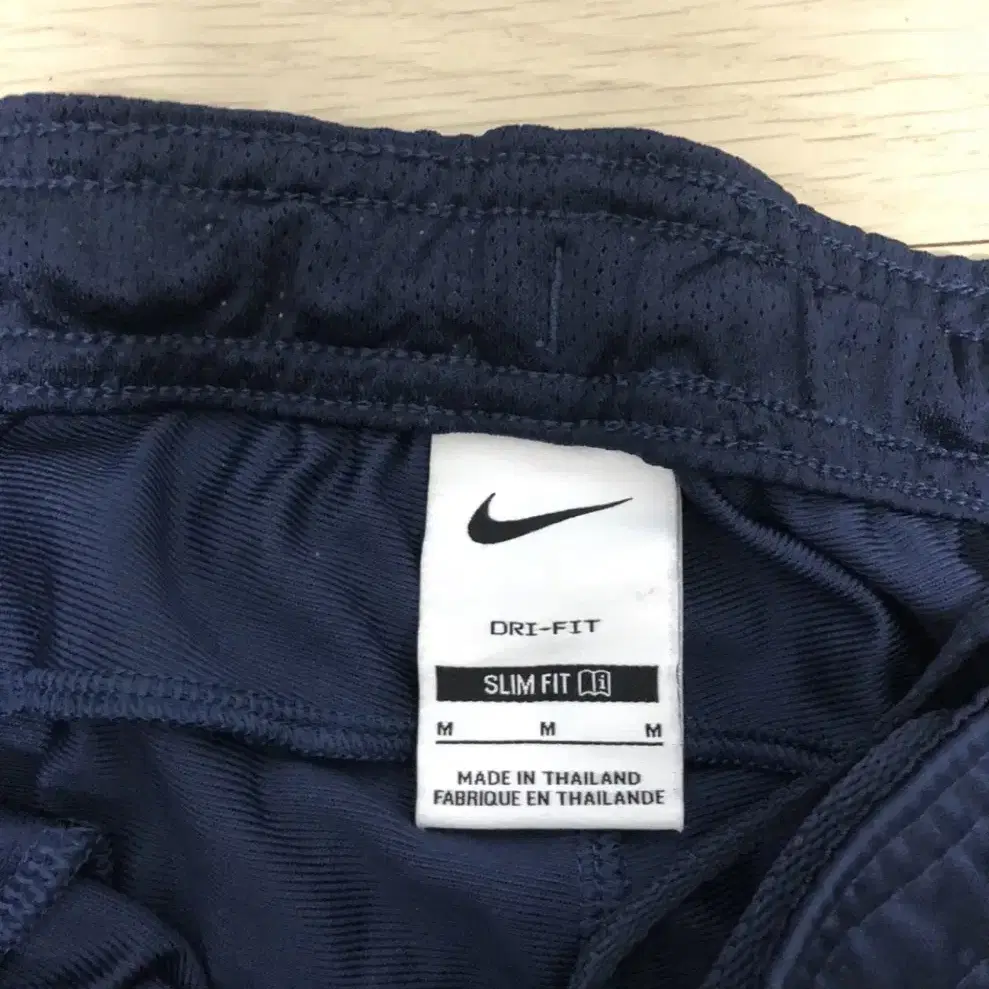 DRI-FIT
SLIM FIT
M M M
MADE IN THAILAND
FABRIQUE EN THAILANDE